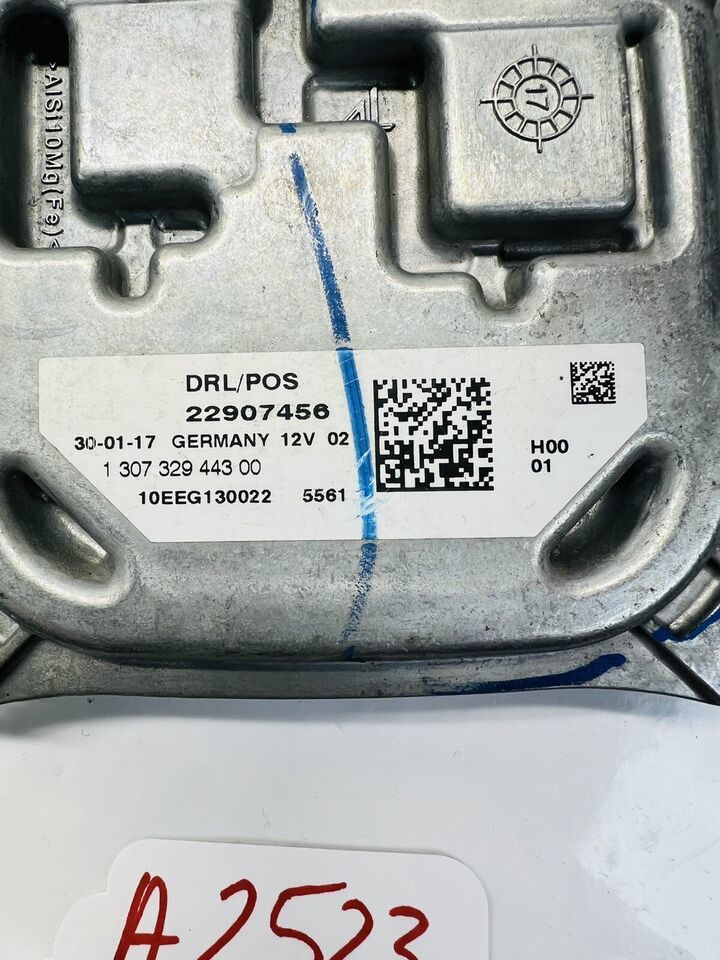 >AlSi10Mg(Fe)<
17
DRL/POS
22907456
30-01-17 GERMANY 12V 02
1 307 329 443 00
10EEG130022 5561
H00
01
A2523